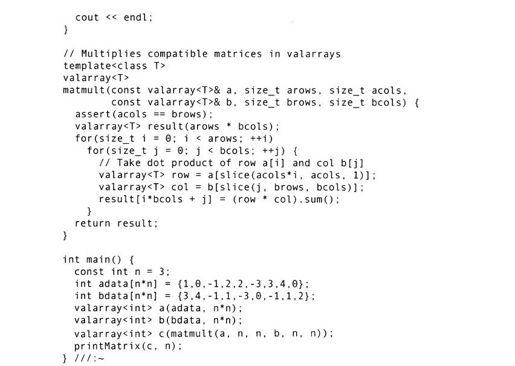 cout << endl;
}
// Multiplies compatible matrices in valarrays
template<class T>
valarray<T>
matmult(const valarray<T>& a, size_t arows, size_t acols,
const valarray<T>& b, size_t brows, size_t bcols) {
assert(acols == brows);
valarray<T> result(arows * bcols);
for(size_t i = 0; i < arows; ++i)
for(size_t j = 0; j < bcols; ++j) {
// Take dot product of row a[i] and col b[j]
valarray<T> row = a[slice(acols*i, acols, 1)];
valarray<T> col = b[slice(j, brows, bcols)];
result[i*bcols + j] = (row * col).sum();
}
return result;
}
int main() {
const int n = 3;
int adata[n*n] = {1,0,-1,2,2,-3,3,4,0};
int bdata[n*n] = {3,4,-1,1,-3,0,-1,1,2};
valarray<int> a(adata, n*n);
valarray<int> b(bdata, n*n);
valarray<int> c(matmult(a, n, n, b, n, n));
printMatrix(c, n);
} ///:~